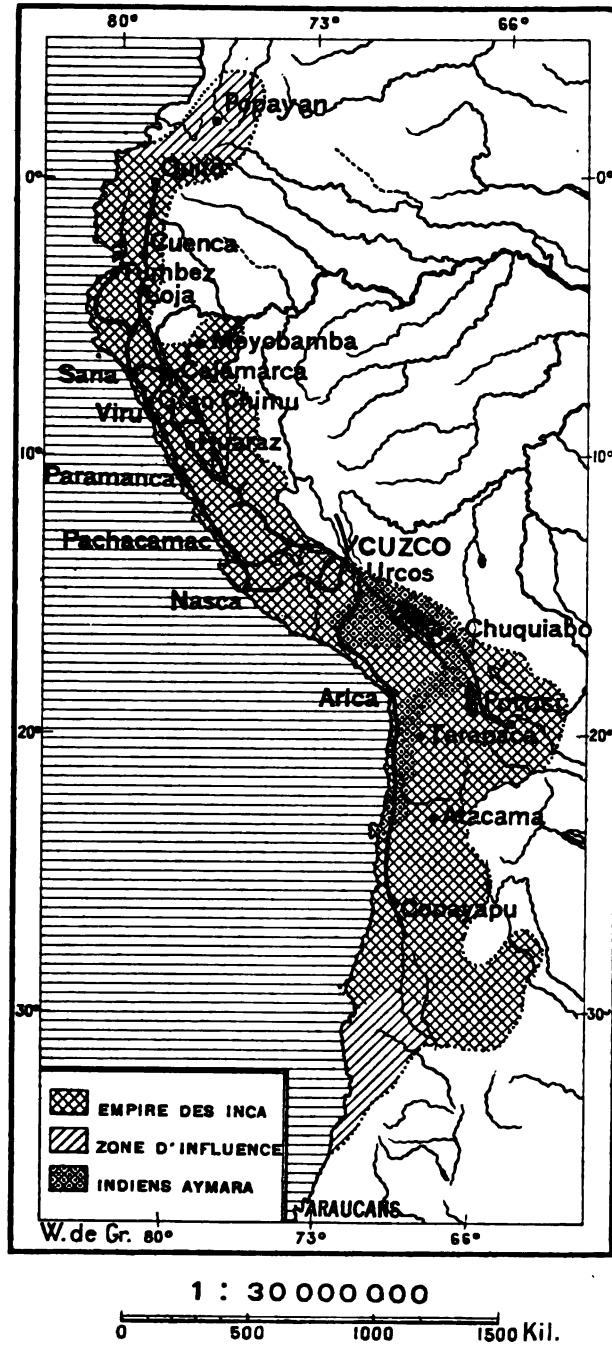 80° 73° 66°
Popayan
0° Quito 0°
Cuenca
Tumbez
Loja
Moyobamba
Sana Cajamarca
Gran Chimu
Viru
Huaraz
10° 10°
Paramanca
Pachacamac CUZCO
Urcos
Nasca
Chuquiabo
Arica Potosi
20° Tarapaca 20°
Atacama
Copayapu
30° 30°
EMPIRE DES INCA
ZONE D'INFLUENCE
INDIENS AYMARA
ARAUCANS
W. de Gr. 80° 73° 66°
1 : 30 000 000
0 500 1000 1500 Kil.